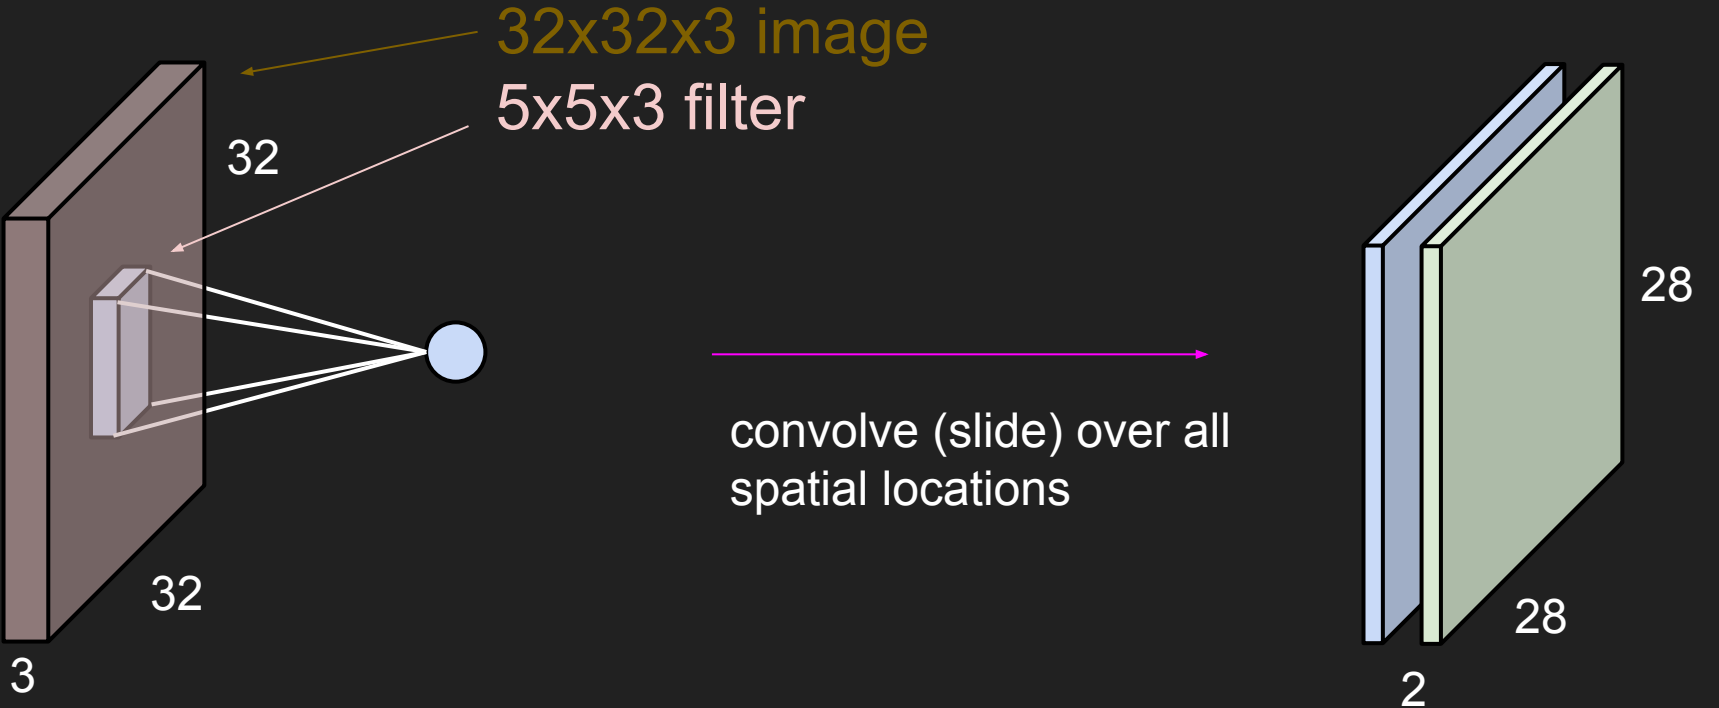 32x32x3 image
5x5x3 filter
32
32
3
convolve (slide) over all
spatial locations
28
28
2